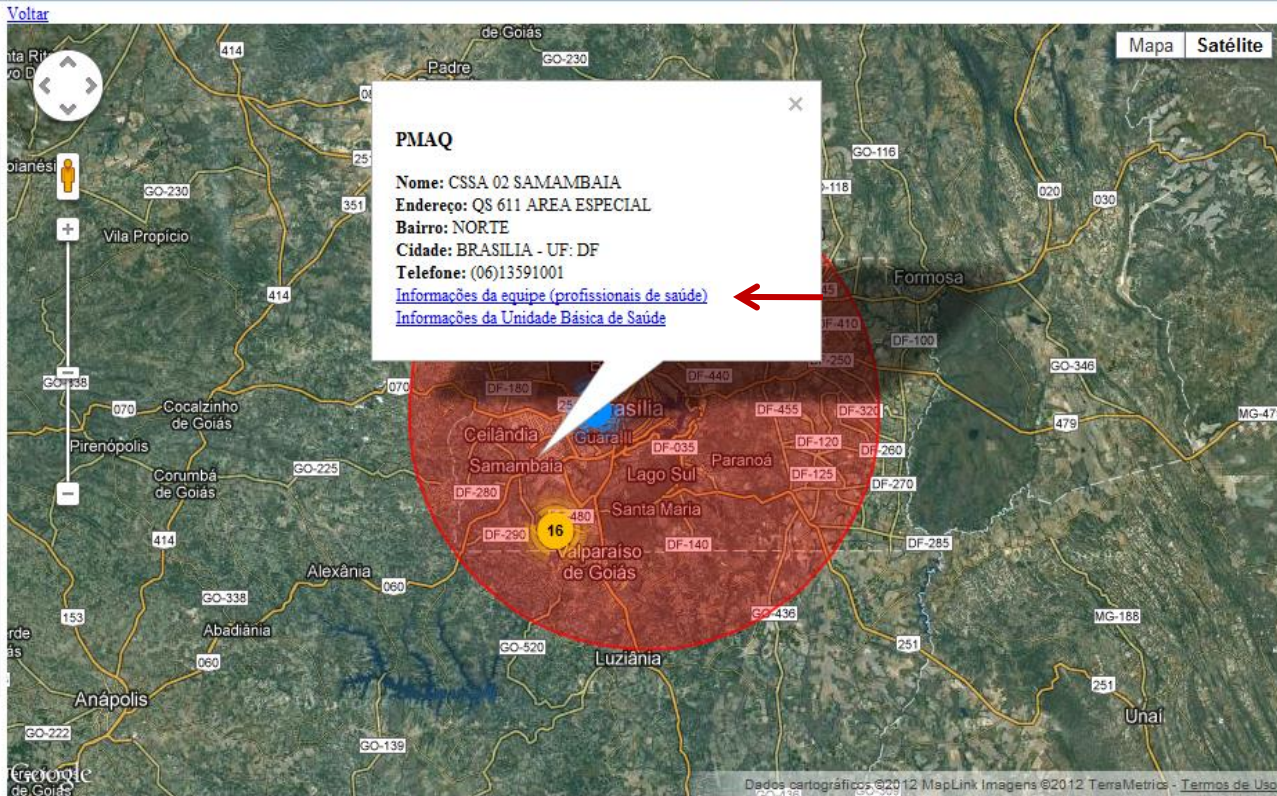 Voltar
de Goiás
Mapa
Satélite
414
GO-230
Padre
PMAQ
Nome: CSSA 02 SAMAMBAIA
Endereço: QS 611 AREA ESPECIAL
Bairro: NORTE
Cidade: BRASILIA - UF: DF
Telefone: (06)13591001
Informações da equipe (profissionais de saúde)
Informações da Unidade Básica de Saúde
GO-116
GO-230
351
020
030
Vila Propício
414
Formosa
DF-100
GO-346
GO-338
070
DF-180
DF-440
070
Cocalzinho
de Goiás
DF-455
DF-320
479
Pirenópolis
Ceilândia
Guará II
DF-035
DF-120
DF-260
Samambaia
Lago Sul
Paranoá
DF-125
DF-270
Corumbá
de Goiás
GO-225
DF-280
480
Santa Maria
16
DF-290
DF-140
DF-285
Valparaíso
de Goiás
414
Alexânia
060
GO-338
153
GO-436
MG-188
Abadiânia
060
GO-520
Luziânia
251
Anápolis
251
Unaí
GO-222
GO-139
Google
de Goiás
Dados cartográficos ©2012 MapLink Imagens ©2012 TerraMetrics - Termos de Uso